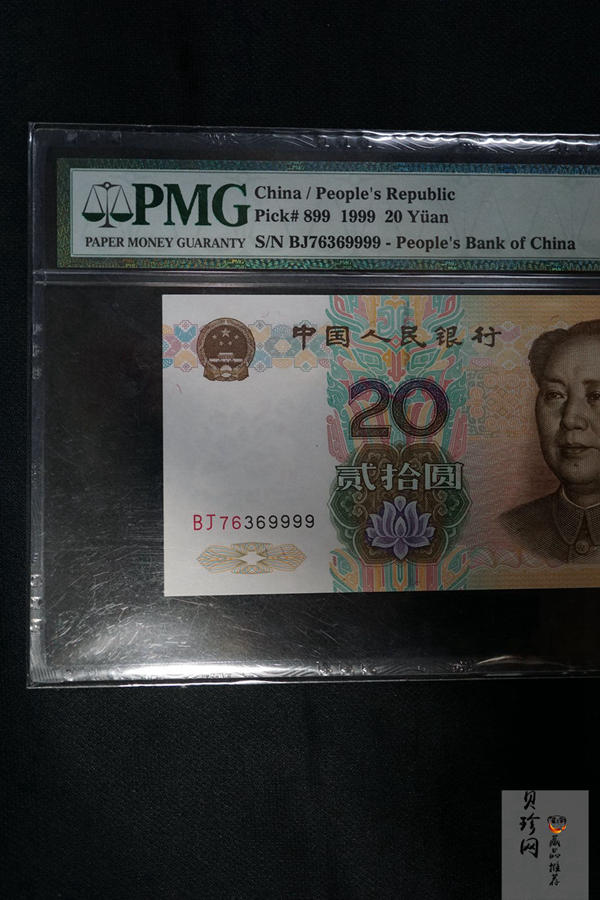 PMG
PAPER MONEY GUARANTY
China / People's Republic
Pick# 899 1999 20 Yüan
S/N BJ76369999 - People's Bank of China
中国人民银行
20
贰拾圆
BJ76369999
贝珍网
藏品推荐